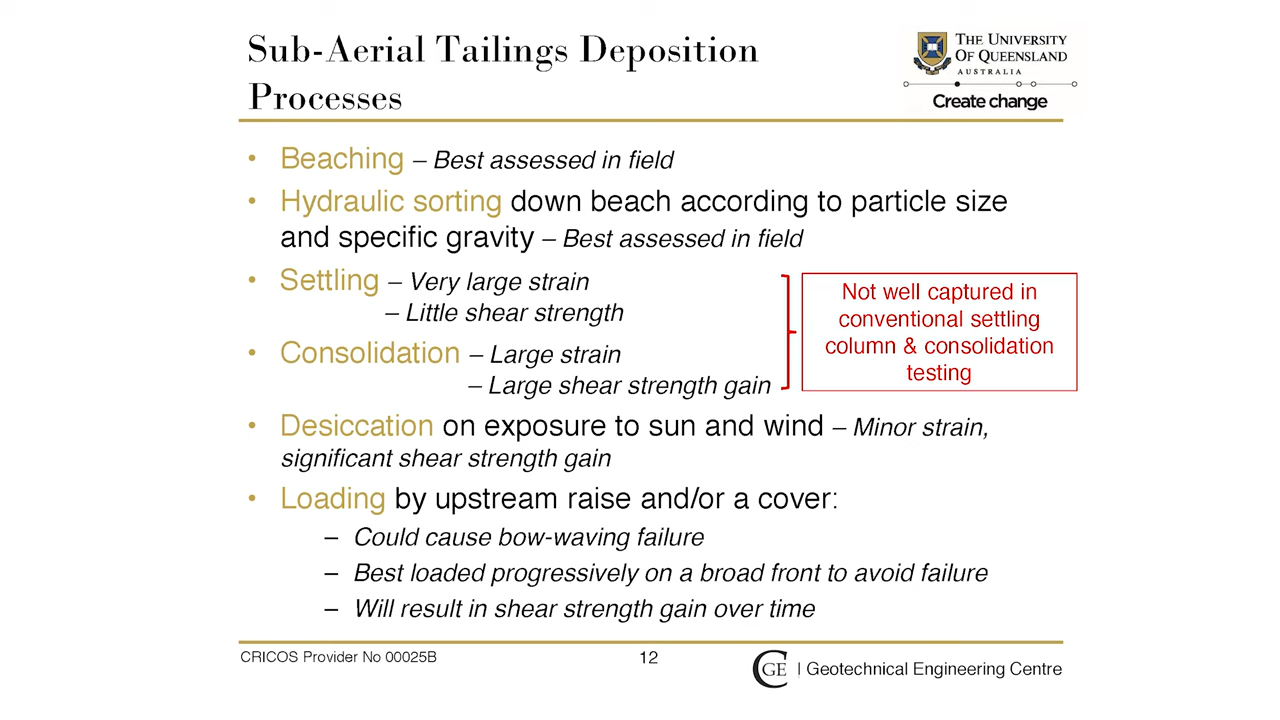 Sub-Aerial Tailings Deposition
Processes
THE UNIVERSITY
OF QUEENSLAND
AUSTRALIA
Create change
• Beaching – Best assessed in field
• Hydraulic sorting down beach according to particle size
and specific gravity – Best assessed in field
• Settling – Very large strain
– Little shear strength
• Consolidation – Large strain
– Large shear strength gain
Not well captured in
conventional settling
column & consolidation
testing
• Desiccation on exposure to sun and wind – Minor strain,
significant shear strength gain
• Loading by upstream raise and/or a cover:
– Could cause bow-waving failure
– Best loaded progressively on a broad front to avoid failure
– Will result in shear strength gain over time
CRICOS Provider No 00025B
12
CGE | Geotechnical Engineering Centre